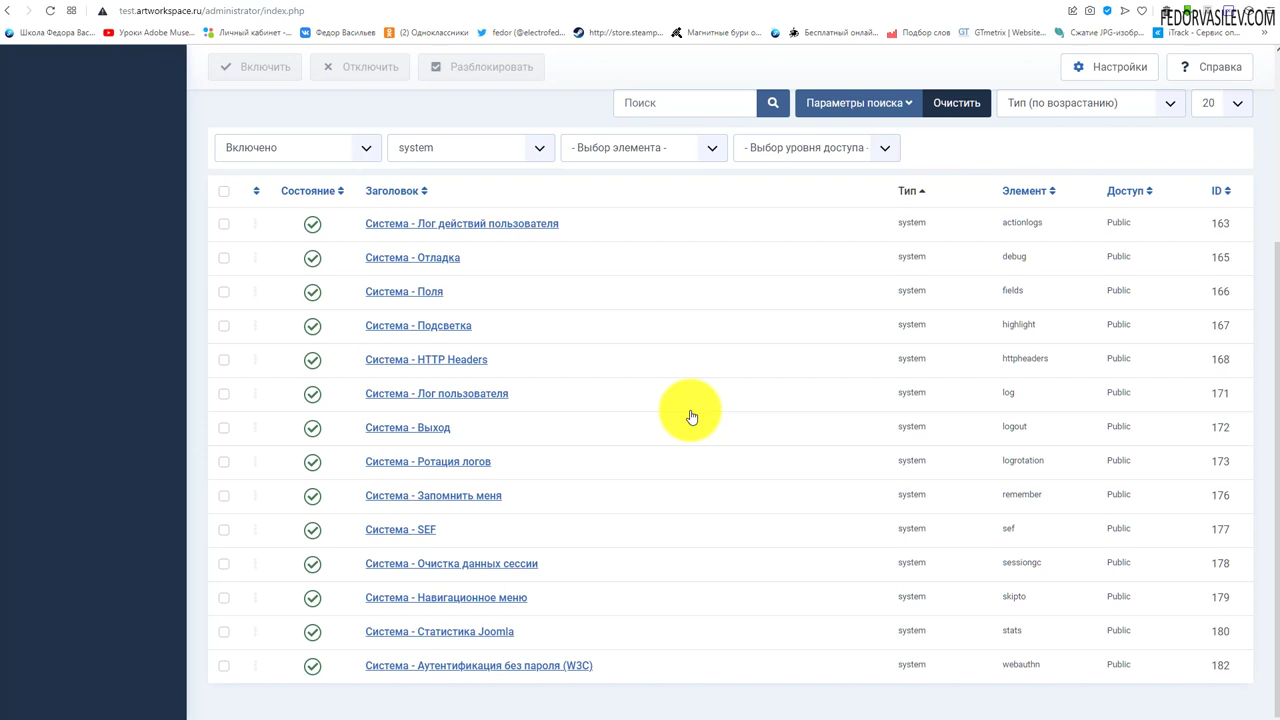 test.artworkspace.ru/administrator/index.php
FEDORVASILEV.COM
Школа Федора Вас...
Уроки Adobe Muse...
Личный кабинет -...
Федор Васильев
(2) Одноклассники
fedor (@electrofed...
http://store.steamp...
Магнитные бури о...
Бесплатный онлай...
Подбор слов
GTmetrix | Website...
Сжатие JPG-изобр...
iTrack - Сервис оп...
Включить
Отключить
Разблокировать
Настройки
Справка
Поиск
Параметры поиска
Очистить
Тип (по возрастанию)
20
Включено
system
- Выбор элемента -
- Выбор уровня доступа -
Состояние Заголовок Тип Элемент Доступ ID
Система - Лог действий пользователя system actionlogs Public 163
Система - Отладка system debug Public 165
Система - Поля system fields Public 166
Система - Подсветка system highlight Public 167
Система - HTTP Headers system httpheaders Public 168
Система - Лог пользователя system log Public 171
Система - Выход system logout Public 172
Система - Ротация логов system logrotation Public 173
Система - Запомнить меня system remember Public 176
Система - SEF system sef Public 177
Система - Очистка данных сессии system sessiongc Public 178
Система - Навигационное меню system skipto Public 179
Система - Статистика Joomla system stats Public 180
Система - Аутентификация без пароля (W3C) system webauthn Public 182